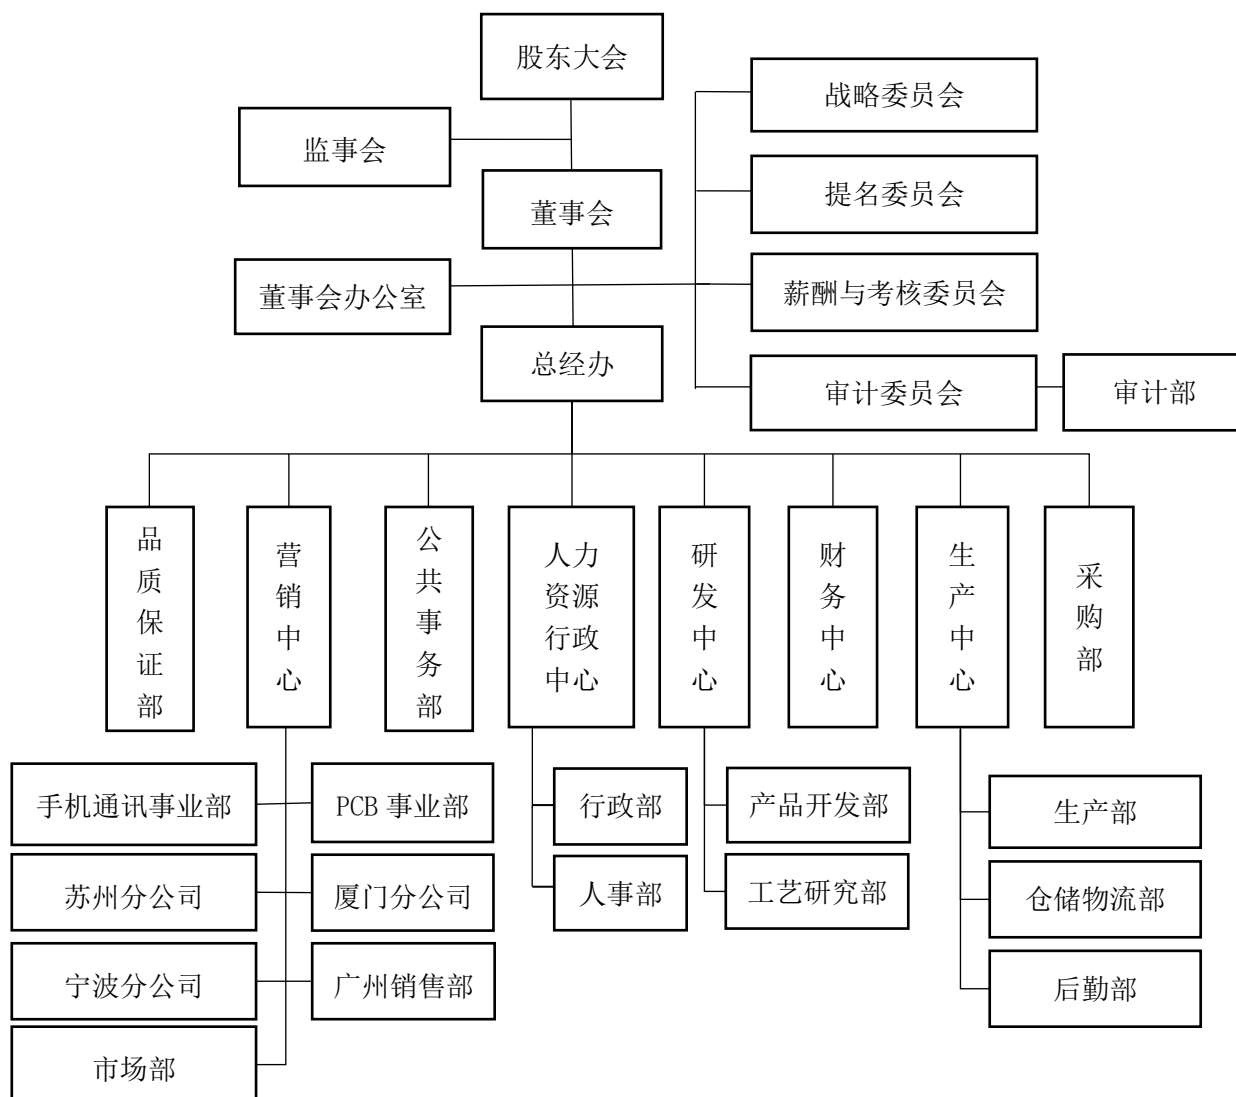 股东大会
战略委员会
监事会
提名委员会
董事会
董事会办公室
薪酬与考核委员会
总经办
审计委员会
审计部
品质保证部
营销中心
公共事务部
人力
资源
行政
中心
研发中心
财务中心
生产中心
采购部
手机通讯事业部
PCB 事业部
行政部
产品开发部
生产部
苏州分公司
厦门分公司
人事部
工艺研究部
仓储物流部
宁波分公司
广州销售部
后勤部
市场部